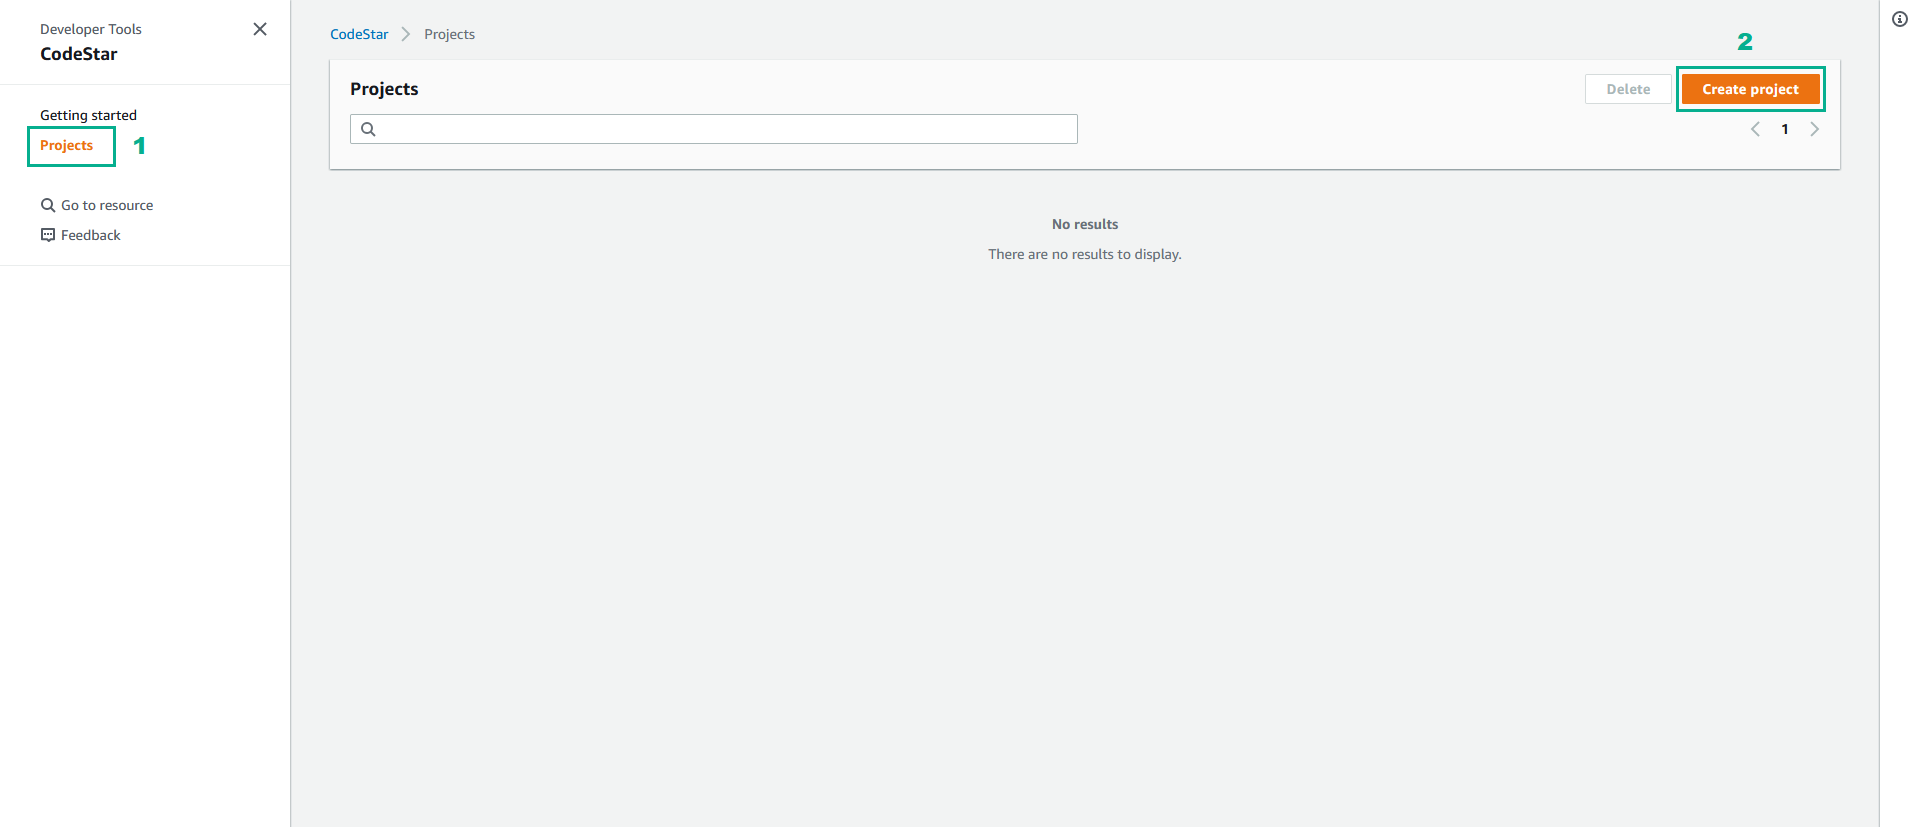 Developer Tools
CodeStar
Getting started
Projects 1
Go to resource
Feedback
CodeStar Projects
2
Projects
Delete Create project
1
No results
There are no results to display.